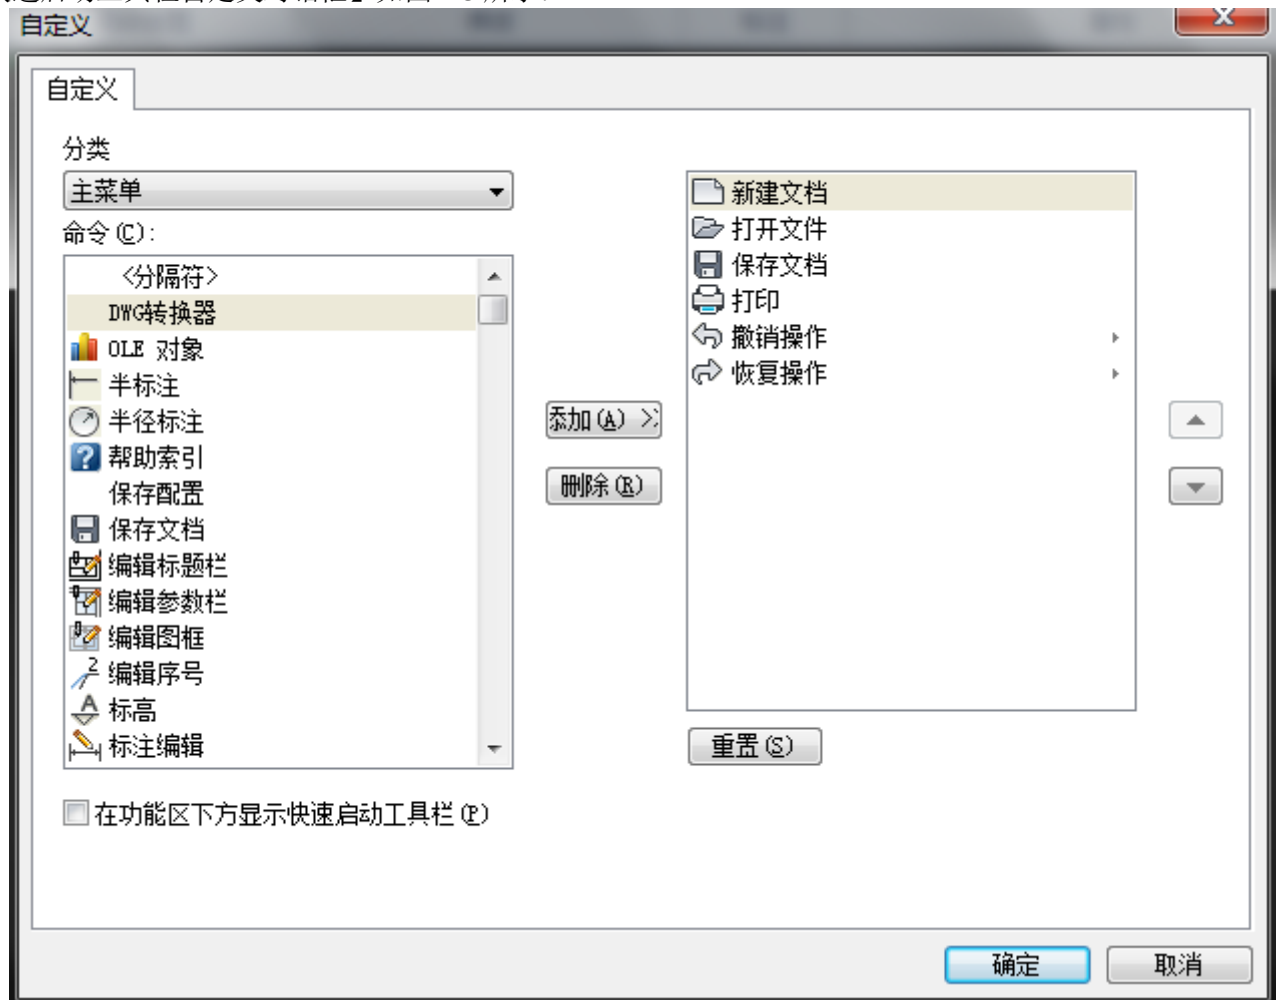 自定义
自定义
分类
主菜单
命令(C):
<分隔符>
DWG转换器
OLE 对象
半标注
半径标注
帮助索引
保存配置
保存文档
编辑标题栏
编辑参数栏
编辑图框
编辑序号
标高
标注编辑
添加(A) >>
删除(R)
新建文档
打开文件
保存文档
打印
撤销操作
恢复操作
重置(S)
在功能区下方显示快速启动工具栏(P)
确定
取消